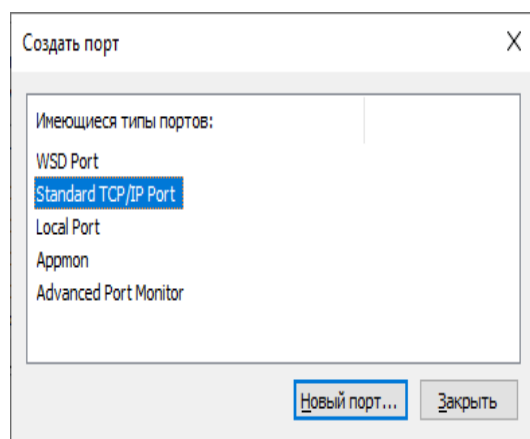 Создать порт
Имеющиеся типы портов:
WSD Port
Standard TCP/IP Port
Local Port
Appmon
Advanced Port Monitor
Новый порт... Закрыть